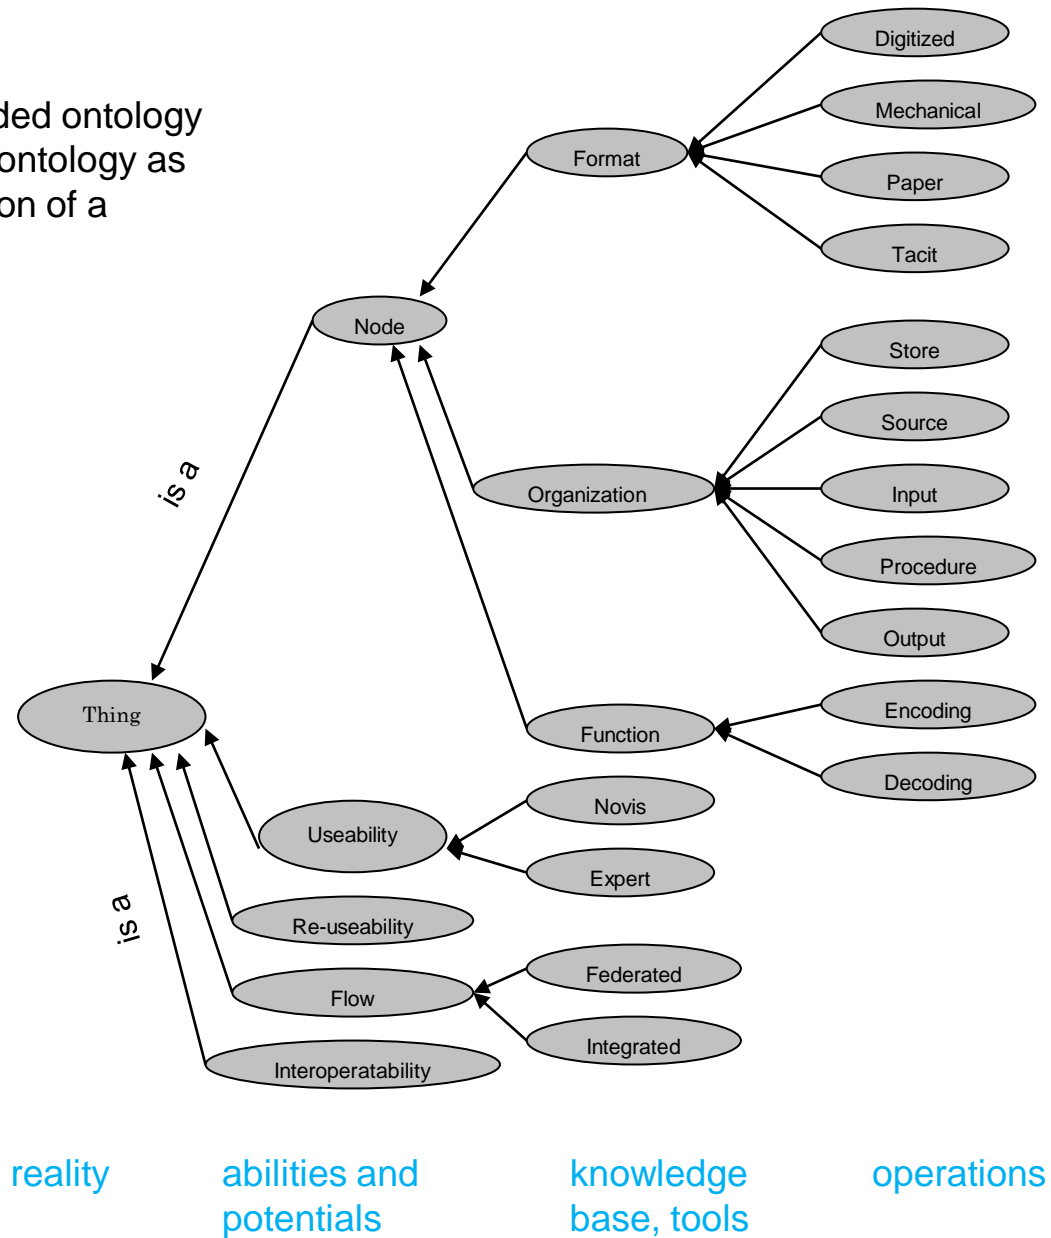 Digitized
ontology
ontology as
of a
Mechanical
Format
Paper
Tacit
Node
Store
Source
is a
Organization
Input
Procedure
Output
Thing
Encoding
Function
Decoding
Useability
Novis
Expert
is a
Re-useability
Federated
Flow
Integrated
Interoperatability
reality abilities and knowledge operations
potentials base, tools